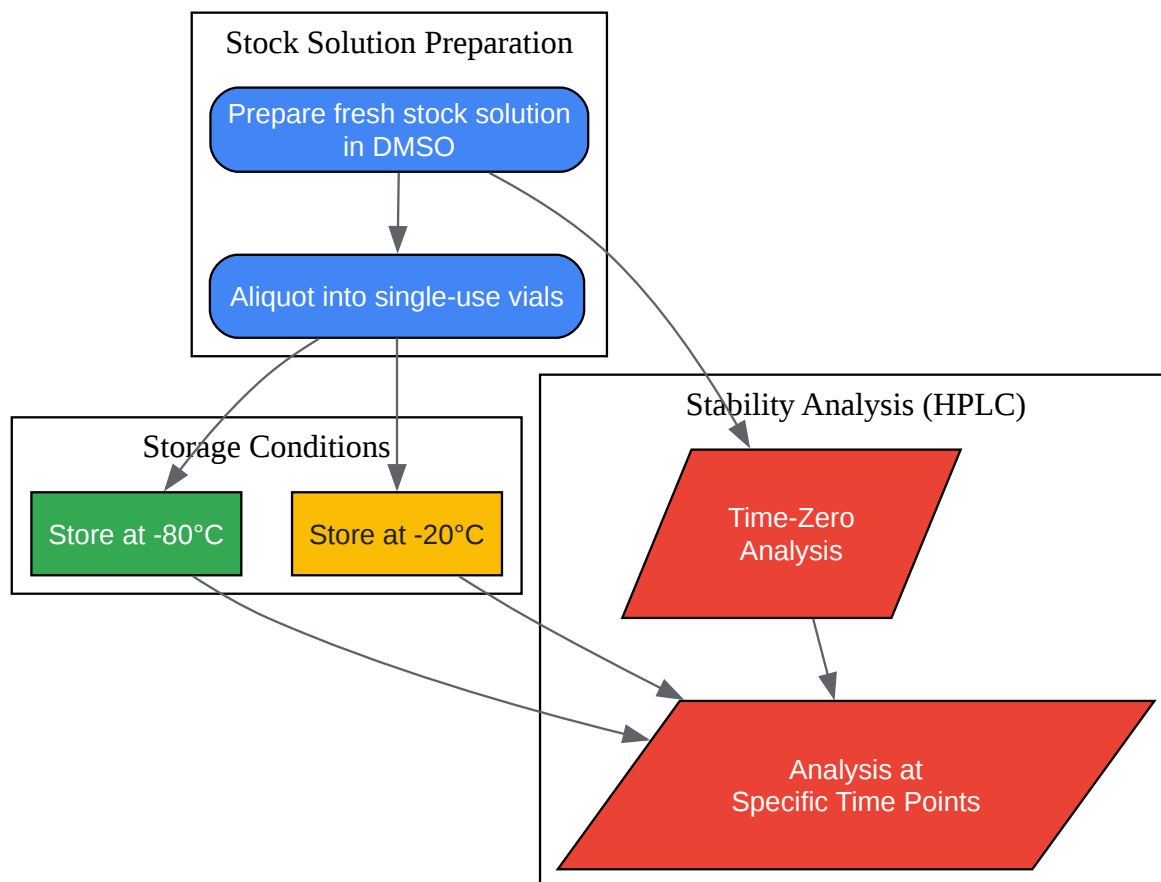 Stock Solution Preparation
Prepare fresh stock solution
in DMSO
Aliquot into single-use vials
Storage Conditions
Store at -80°C
Store at -20°C
Stability Analysis (HPLC)
Time-Zero
Analysis
Analysis at
Specific Time Points